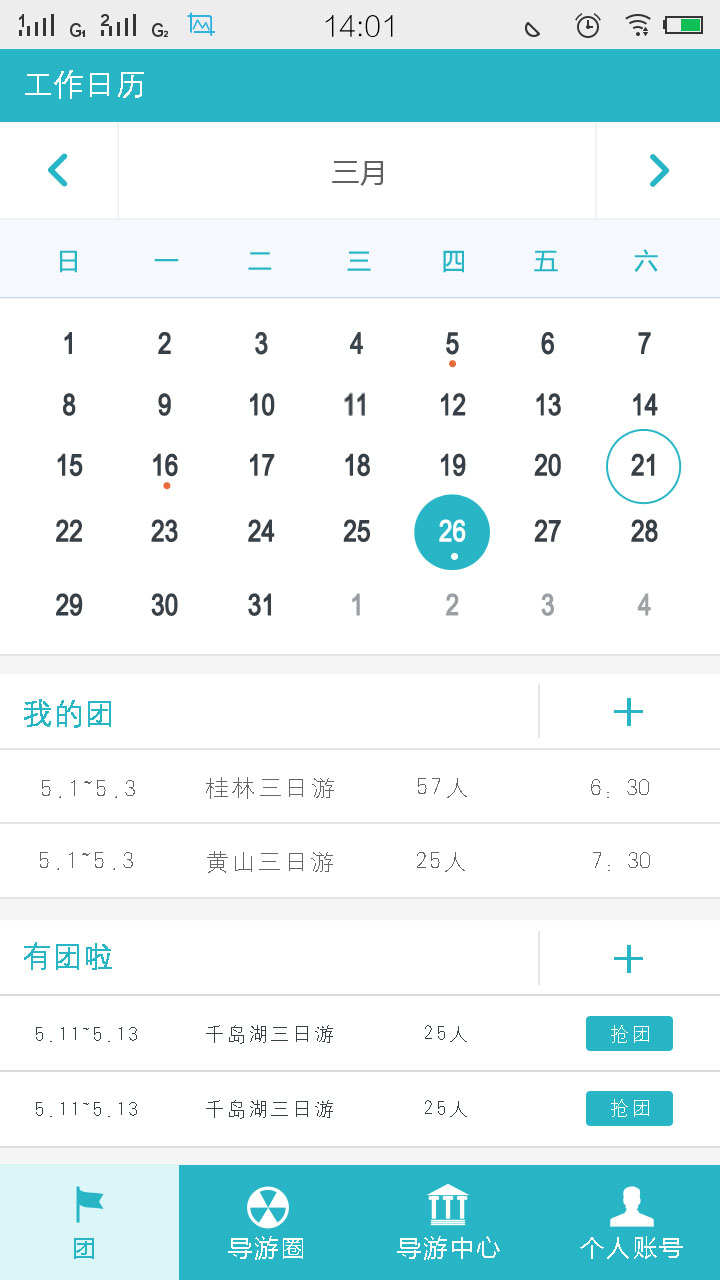 1 G1 2 G2 14:01
工作日历
三月
日 一 二 三 四 五 六
1 2 3 4 5 6 7
8 9 10 11 12 13 14
15 16 17 18 19 20 21
22 23 24 25 26 27 28
29 30 31 1 2 3 4
我的团
5.1~5.3 桂林三日游 57人 6：30
5.1~5.3 黄山三日游 25人 7：30
有团啦
5.11~5.13 千岛湖三日游 25人 抢团
5.11~5.13 千岛湖三日游 25人 抢团
团 导游圈 导游中心 个人账号